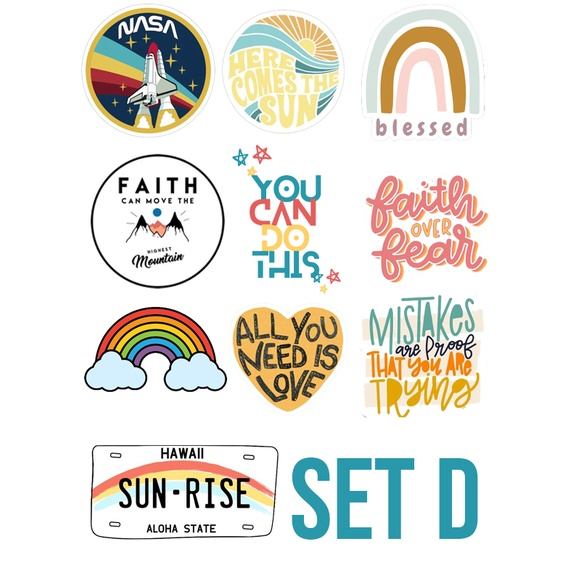 NASA
HERE
COMES THE
SUN
blessed
FAITH
CAN MOVE THE
HIGHEST
Mountain
YOU
CAN
DO
THIS
faith
OVER
fear
ALL YOU
NEED IS
LOVE
MISTAKES
are PROOF
THAT YOU ARE
TRYING
HAWAII
SUN-RISE
ALOHA STATE
SET D